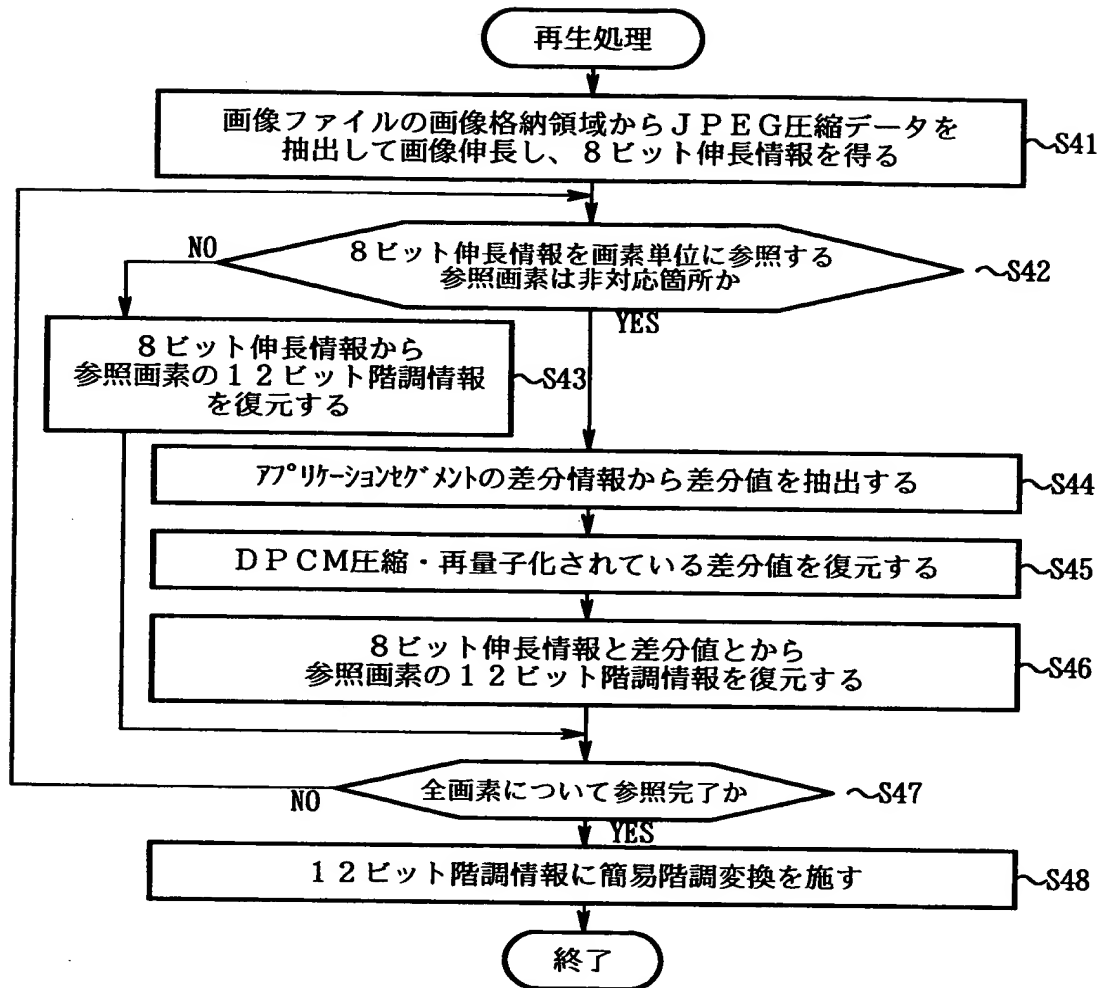 再生処理
画像ファイルの画像格納領域からＪＰＥＧ圧縮データを
抽出して画像伸長し、８ビット伸長情報を得る
～S41
８ビット伸長情報を画素単位に参照する
参照画素は非対応箇所か
～S42
NO
YES
８ビット伸長情報から
参照画素の１２ビット階調情報
を復元する
～S43
ｱﾌﾟﾘｹｰｼｮﾝｾｸﾞﾒﾝﾄの差分情報から差分値を抽出する
～S44
ＤＰＣＭ圧縮・再量子化されている差分値を復元する
～S45
８ビット伸長情報と差分値とから
参照画素の１２ビット階調情報を復元する
～S46
全画素について参照完了か
～S47
NO
YES
１２ビット階調情報に簡易階調変換を施す
～S48
終了